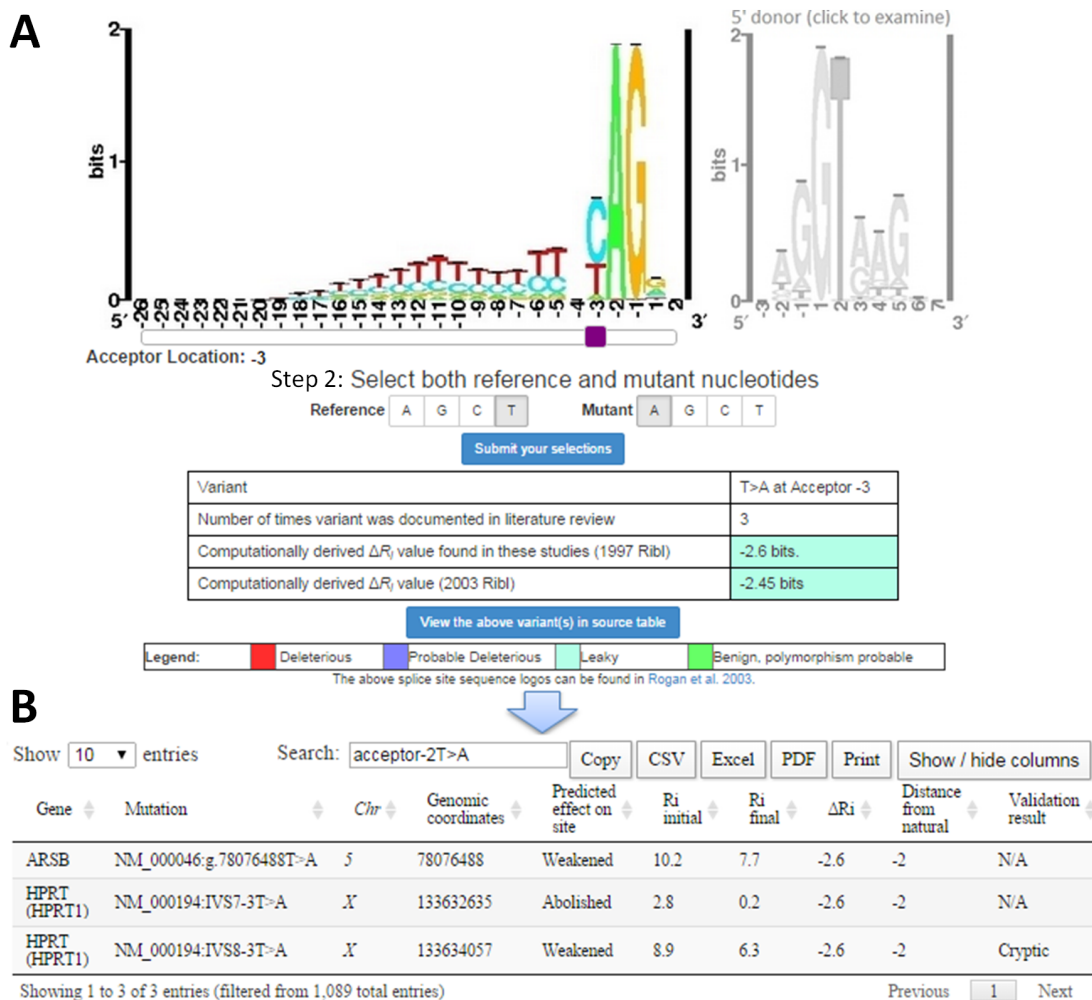 A
5' donor (click to examine)
2
bits
1
0
5' -26 -25 -24 -23 -22 -21 -20 -19 -18 -17 -16 -15 -14 -13 -12 -11 -10 -9 -8 -7 -6 -5 -4 -3 -2 -1 1 2 3'
2
bits
1
0
5' -3 -2 -1 1 2 3 4 5 6 7 3'
Acceptor Location: -3
Step 2: Select both reference and mutant nucleotides
Reference A G C T Mutant A G C T
Submit your selections
Variant T>A at Acceptor -3
Number of times variant was documented in literature review 3
Computationally derived ΔRi value found in these studies (1997 Ribl) -2.6 bits.
Computationally derived ΔRi value (2003 Ribl) -2.45 bits
View the above variant(s) in source table
Legend: Deleterious Probable Deleterious Leaky Benign, polymorphism probable
The above splice site sequence logos can be found in Rogan et al. 2003.
B
Show 10 entries Search: acceptor-2T>A Copy CSV Excel PDF Print Show / hide columns
Gene Mutation Chr Genomic coordinates Predicted effect on site Ri initial Ri final ΔRi Distance from natural Validation result
ARSB NM_000046:g.78076488T>A 5 78076488 Weakened 10.2 7.7 -2.6 -2 N/A
HPRT (HPRT1) NM_000194:IVS7-3T>A X 133632635 Abolished 2.8 0.2 -2.6 -2 N/A
HPRT (HPRT1) NM_000194:IVS8-3T>A X 133634057 Weakened 8.9 6.3 -2.6 -2 Cryptic
Showing 1 to 3 of 3 entries (filtered from 1,089 total entries) Previous 1 Next